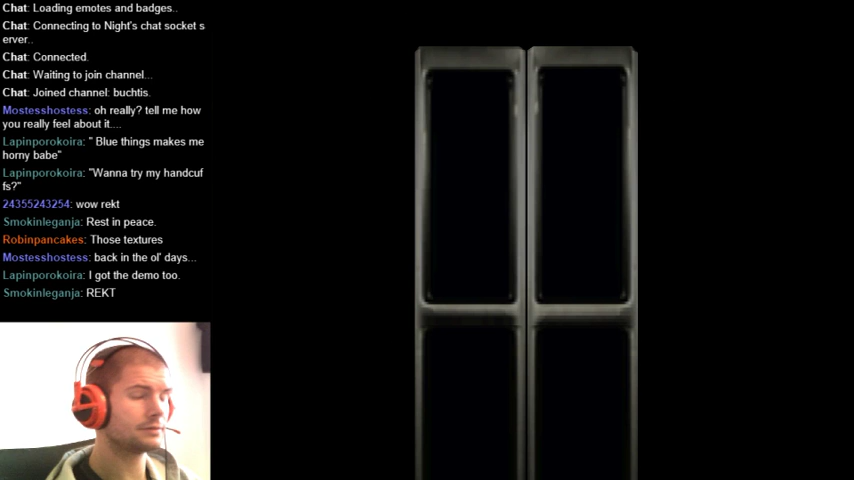 Chat: Loading emotes and badges..
Chat: Connecting to Night's chat socket s
erver..
Chat: Connected.
Chat: Waiting to join channel...
Chat: Joined channel: buchtis.
Mostesshostess: oh really? tell me how
you really feel about it....
Lapinporokoira: " Blue things makes me
horny babe"
Lapinporokoira: "Wanna try my handcuf
fs?"
24355243254: wow rekt
Smokinleganja: Rest in peace.
Robinpancakes: Those textures
Mostesshostess: back in the ol' days...
Lapinporokoira: I got the demo too.
Smokinleganja: REKT